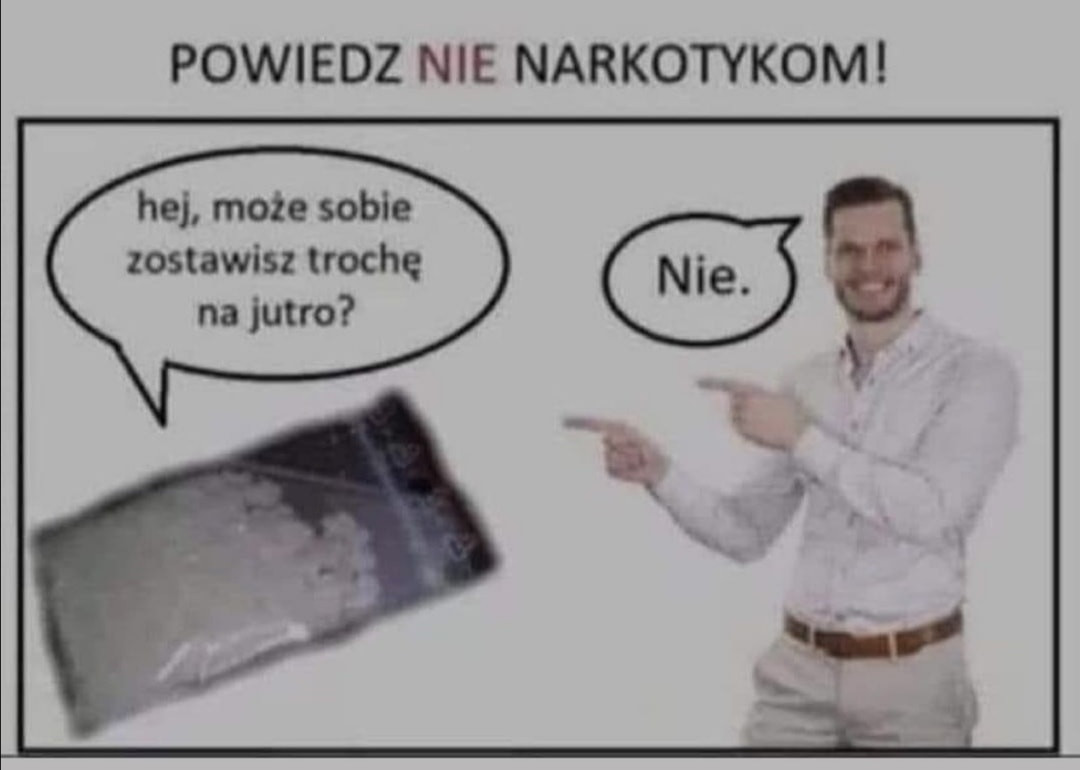 POWIEDZ NIE NARKOTYKOM!
hej, może sobie
zostawisz trochę
na jutro?
Nie.